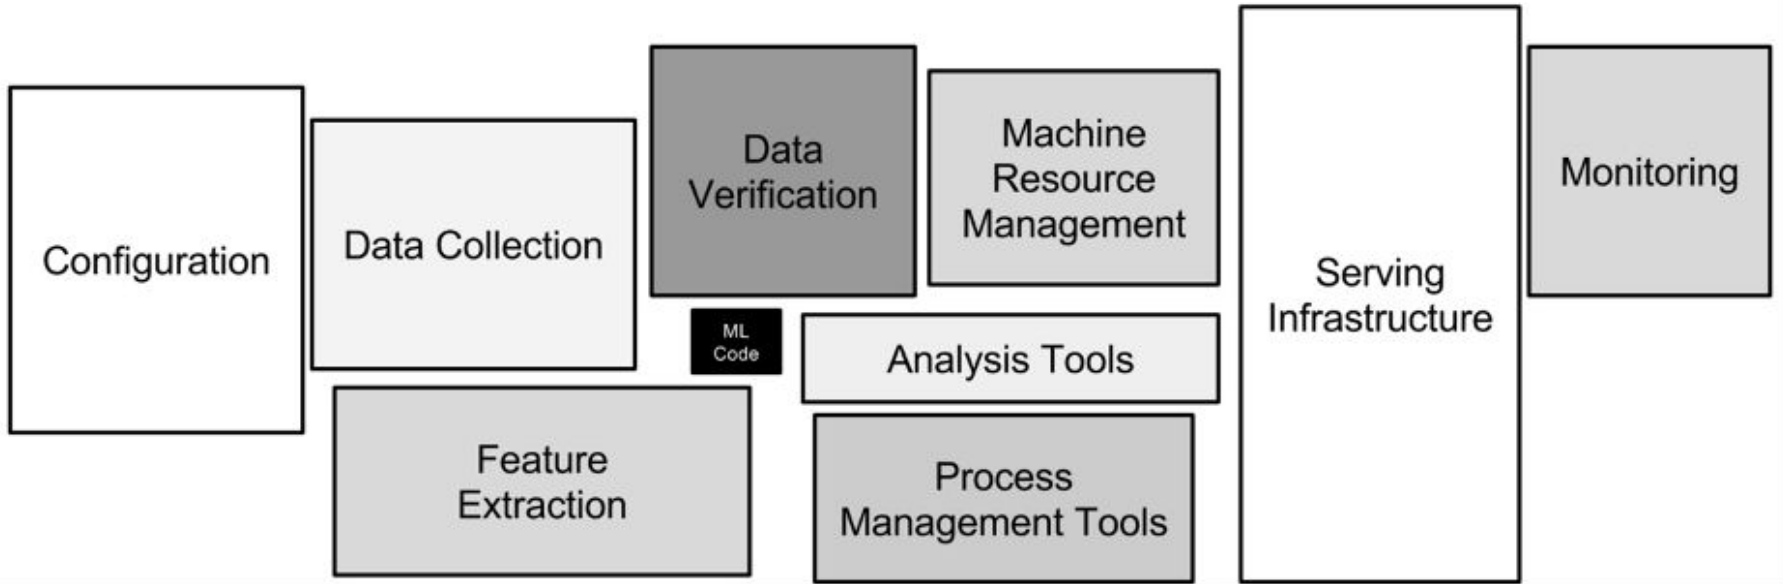 Configuration
Data Collection
Feature
Extraction
Data
Verification
ML
Code
Machine
Resource
Management
Analysis Tools
Process
Management Tools
Serving
Infrastructure
Monitoring